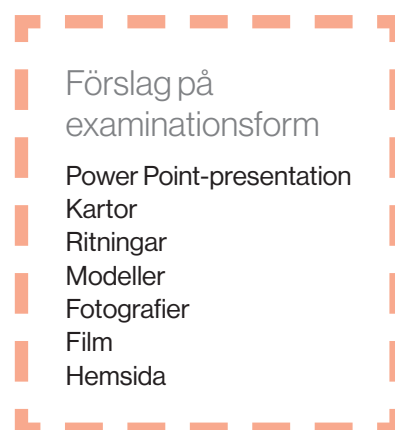 Förslag på
examinationsform
Power Point-presentation
Kartor
Ritningar
Modeller
Fotografier
Film
Hemsida